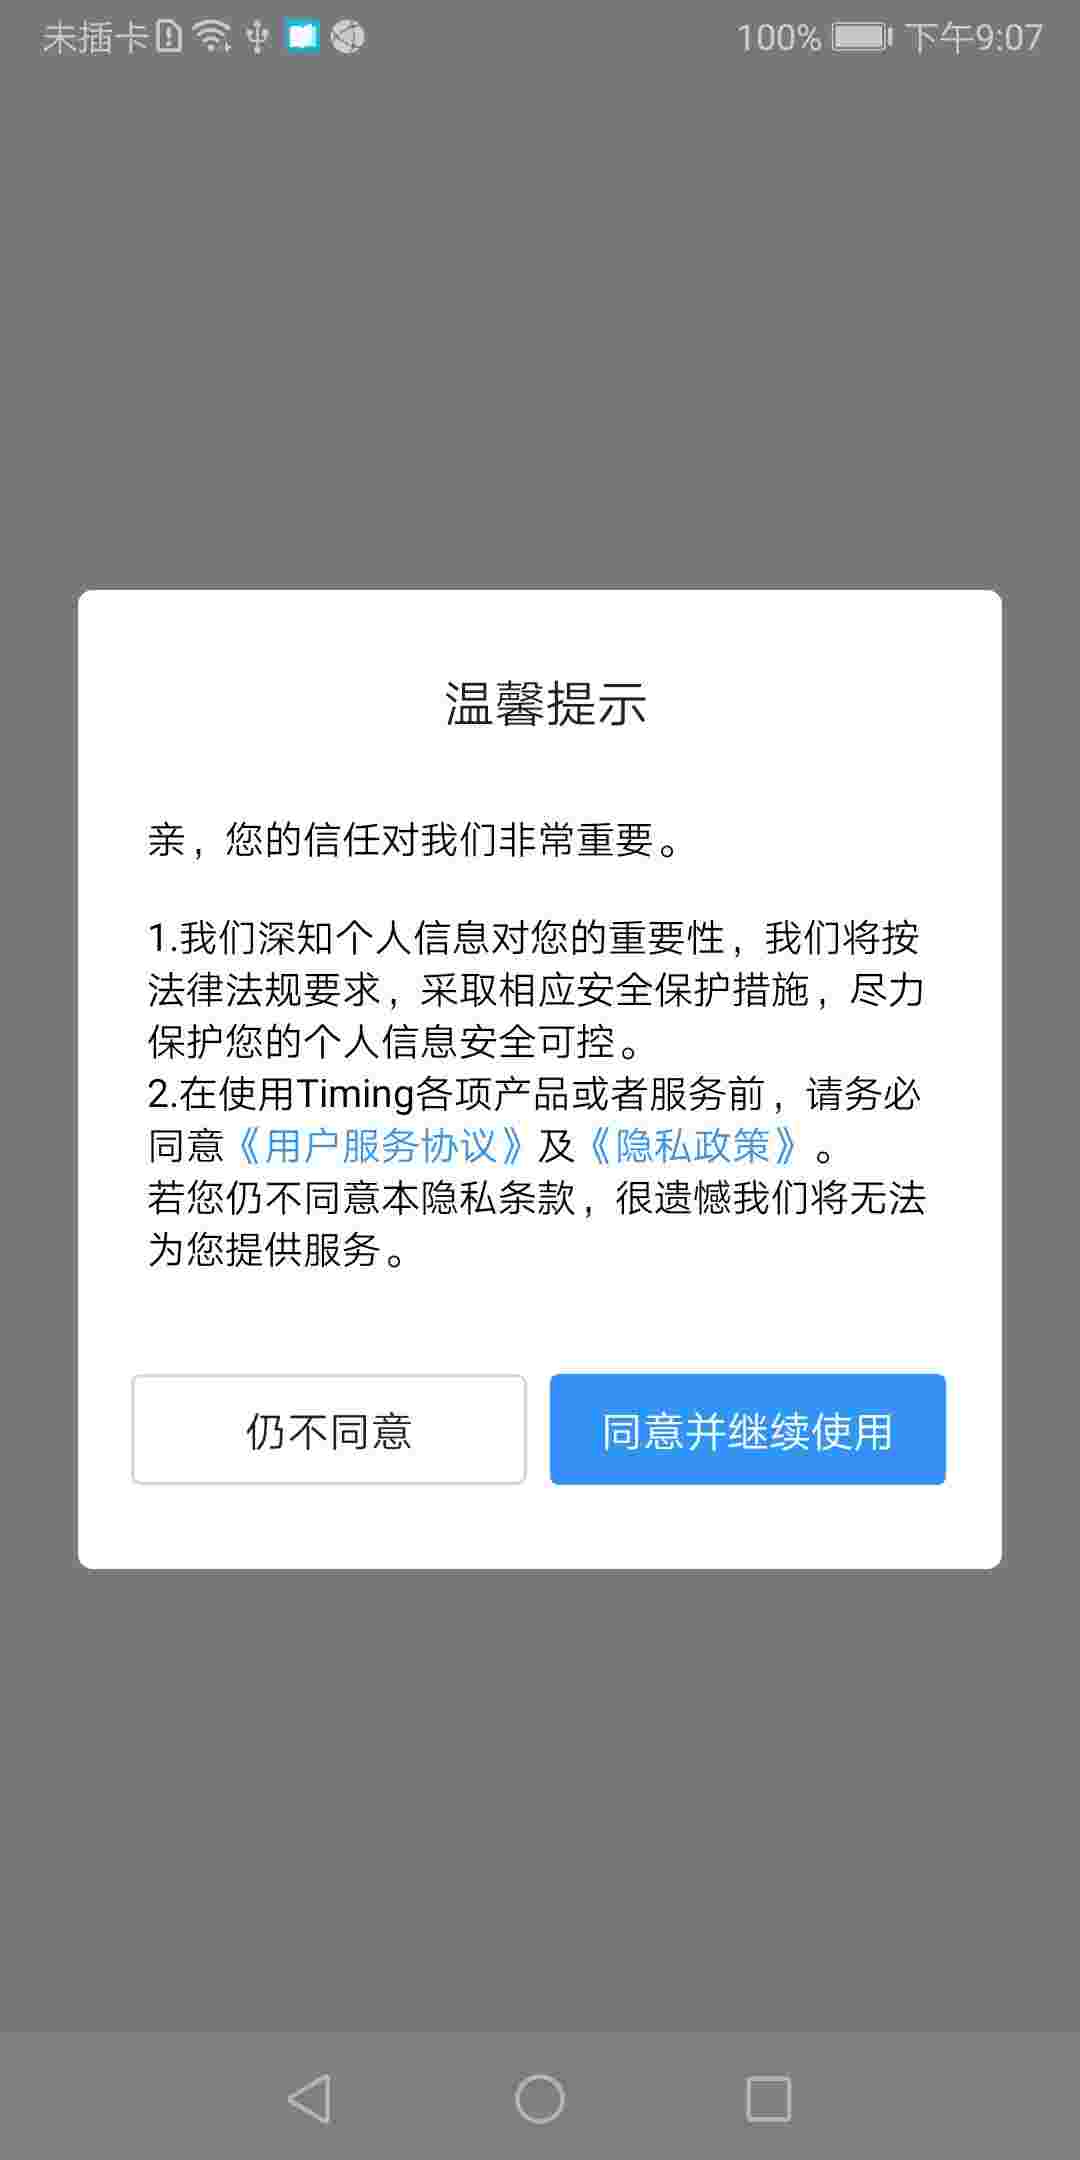 未插卡 100% 下午9:07
温馨提示
亲，您的信任对我们非常重要。
1.我们深知个人信息对您的重要性，我们将按
法律法规要求，采取相应安全保护措施，尽力
保护您的个人信息安全可控。
2.在使用Timing各项产品或者服务前，请务必
同意《用户服务协议》及《隐私政策》。
若您仍不同意本隐私条款，很遗憾我们将无法
为您提供服务。
仍不同意 同意并继续使用